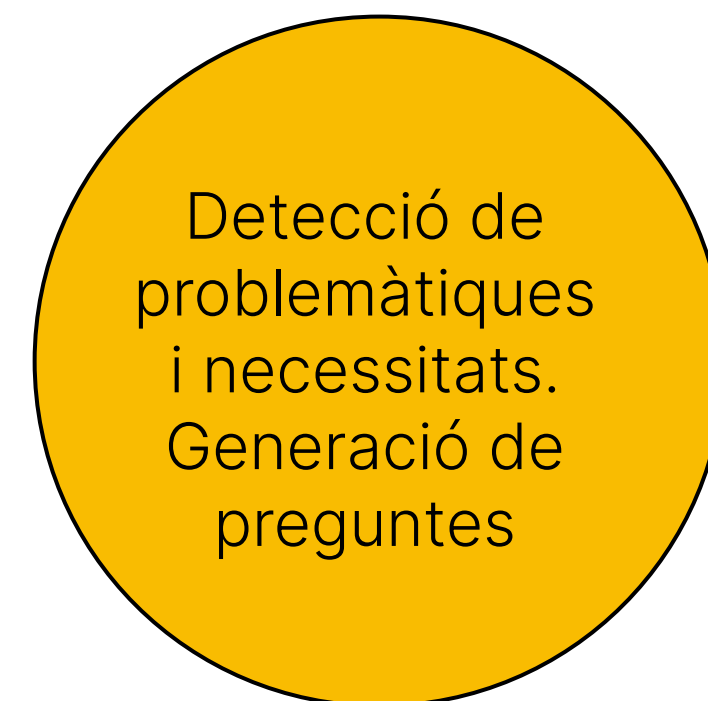 Detecció de
problemàtiques
i necessitats.
Generació de
preguntes